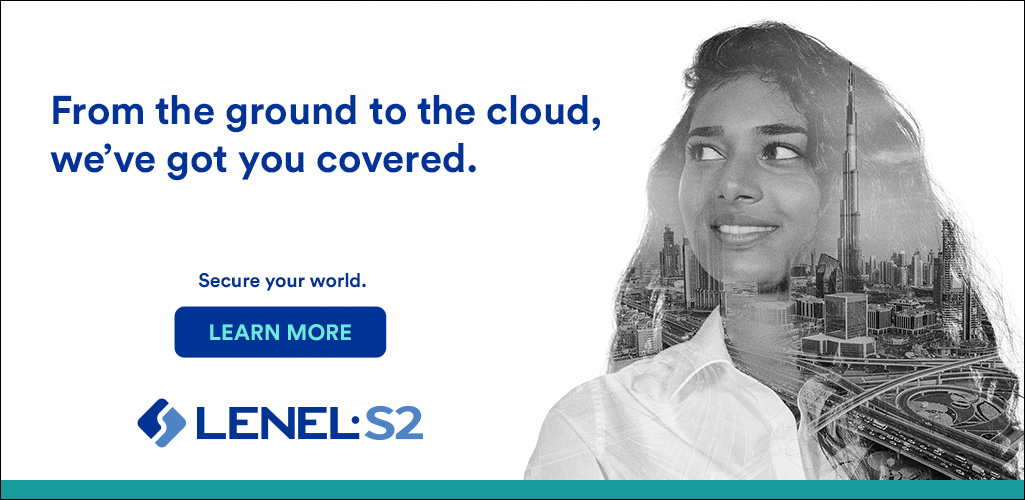 From the ground to the cloud,
we’ve got you covered.
Secure your world.
LEARN MORE
LENEL:S2